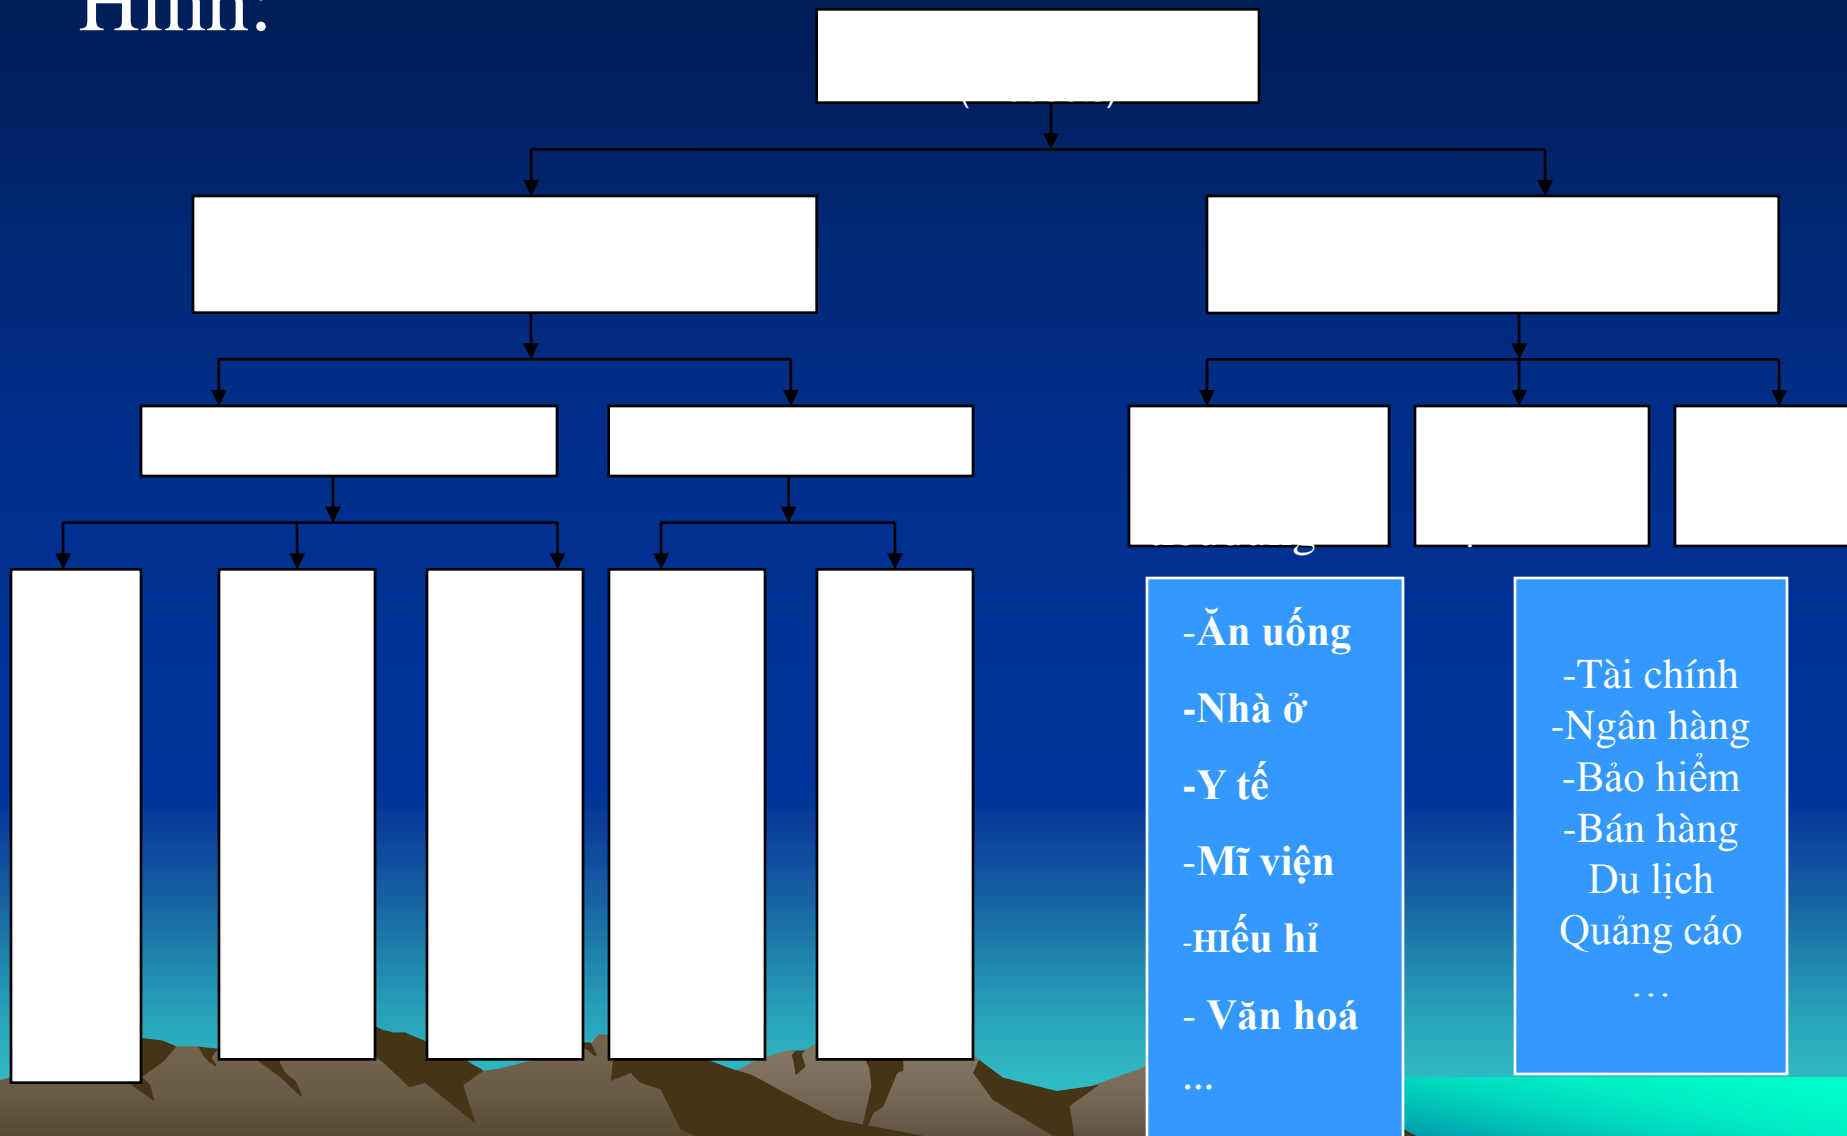 Hình:
-Ăn uống
-Nhà ở
-Y tế
-Mĩ viện
-HIếu hỉ
- Văn hoá
...
-Tài chính
-Ngân hàng
-Bảo hiểm
-Bán hàng
Du lịch
Quảng cáo
…